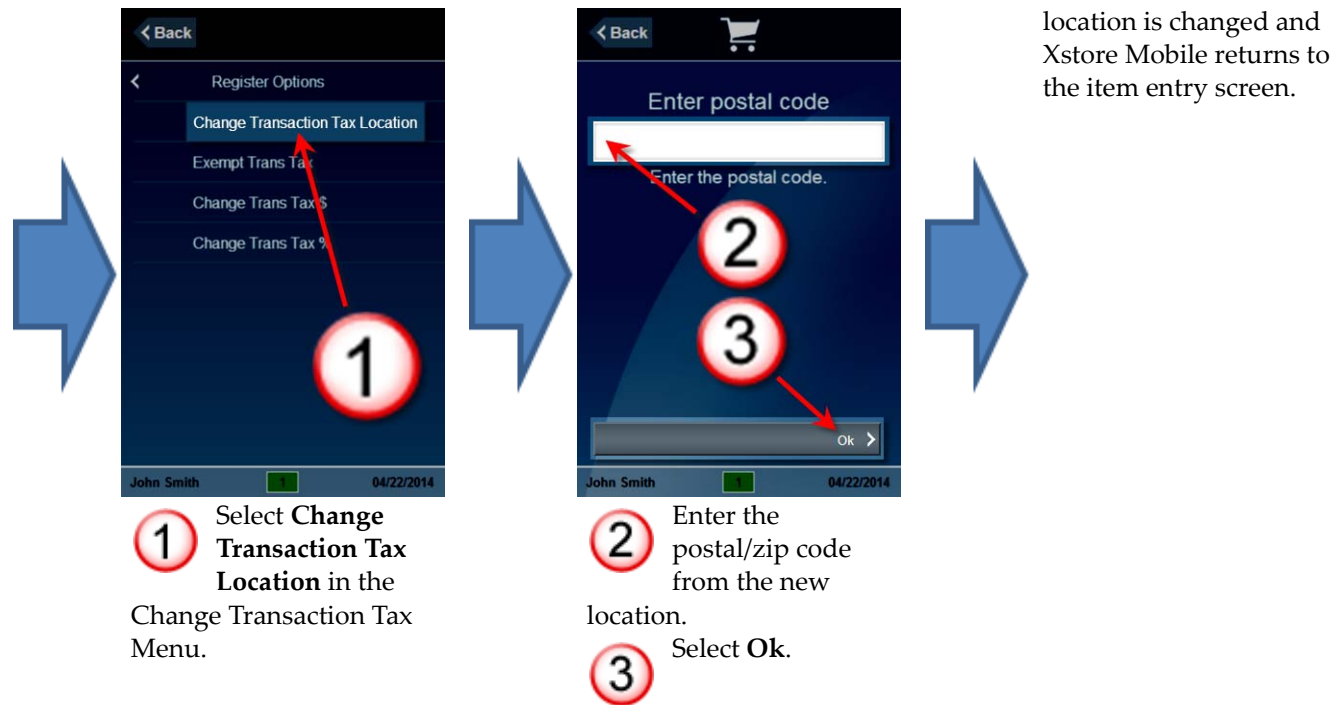 Back
Register Options
Change Transaction Tax Location
Exempt Trans Tax
Change Trans Tax $
Change Trans Tax %
1
John Smith 1 04/22/2014
1 Select Change
Transaction Tax
Location in the
Change Transaction Tax
Menu.
Back
Enter postal code
Enter the postal code.
2
3
Ok
John Smith 1 04/22/2014
2 Enter the
postal/zip code
from the new
location.
3 Select Ok.
location is changed and
Xstore Mobile returns to
the item entry screen.